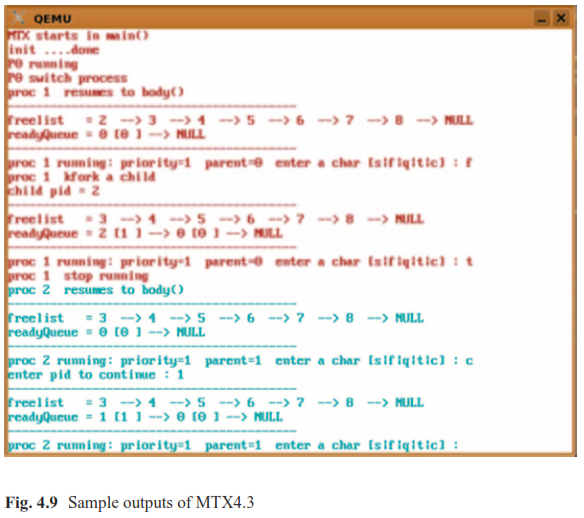 QEMU
MTX starts in main()
init ....done
P0 running
P0 switch process
proc 1 resumes to body()
----------------------------------------
freelist = 2 --> 3 --> 4 --> 5 --> 6 --> 7 --> 8 --> NULL
readyQueue = 0 [0 ] --> NULL
----------------------------------------
proc 1 running: priority=1 parent=0 enter a char [s|f|q|t|c] : f
proc 1 kfork a child
child pid = 2
----------------------------------------
freelist = 3 --> 4 --> 5 --> 6 --> 7 --> 8 --> NULL
readyQueue = 2 [1 ] --> 0 [0 ] --> NULL
----------------------------------------
proc 1 running: priority=1 parent=0 enter a char [s|f|q|t|c] : t
proc 1 stop running
proc 2 resumes to body()
----------------------------------------
freelist = 3 --> 4 --> 5 --> 6 --> 7 --> 8 --> NULL
readyQueue = 0 [0 ] --> NULL
----------------------------------------
proc 2 running: priority=1 parent=1 enter a char [s|f|q|t|c] : c
enter pid to continue : 1
----------------------------------------
freelist = 3 --> 4 --> 5 --> 6 --> 7 --> 8 --> NULL
readyQueue = 1 [1 ] --> 0 [0 ] --> NULL
----------------------------------------
proc 2 running: priority=1 parent=1 enter a char [s|f|q|t|c] :
Fig. 4.9 Sample outputs of MTX4.3